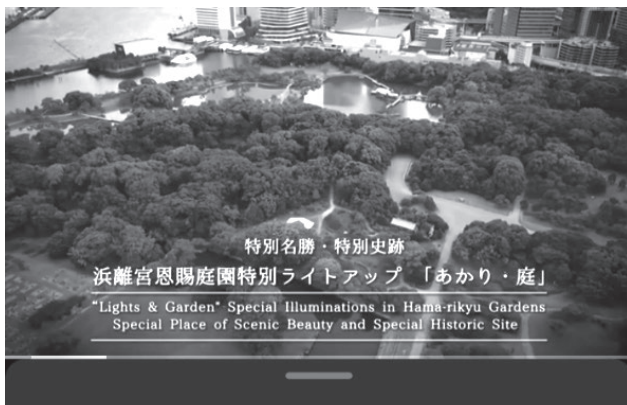 特別名勝・特別史跡
浜離宮恩賜庭園特別ライトアップ 「あかり・庭」
"Lights & Garden" Special Illuminations in Hama-rikyu Gardens
Special Place of Scenic Beauty and Special Historic Site